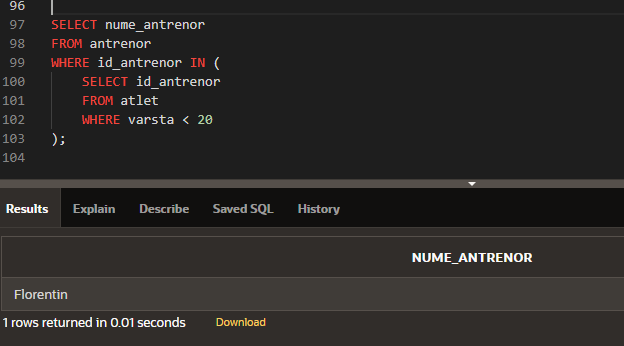 96
97 SELECT nume_antrenor
98 FROM antrenor
99 WHERE id_antrenor IN (
100     SELECT id_antrenor
101     FROM atlet
102     WHERE varsta < 20
103 );
104
Results Explain Describe Saved SQL History
NUME_ANTRENOR
Florentin
1 rows returned in 0.01 seconds Download